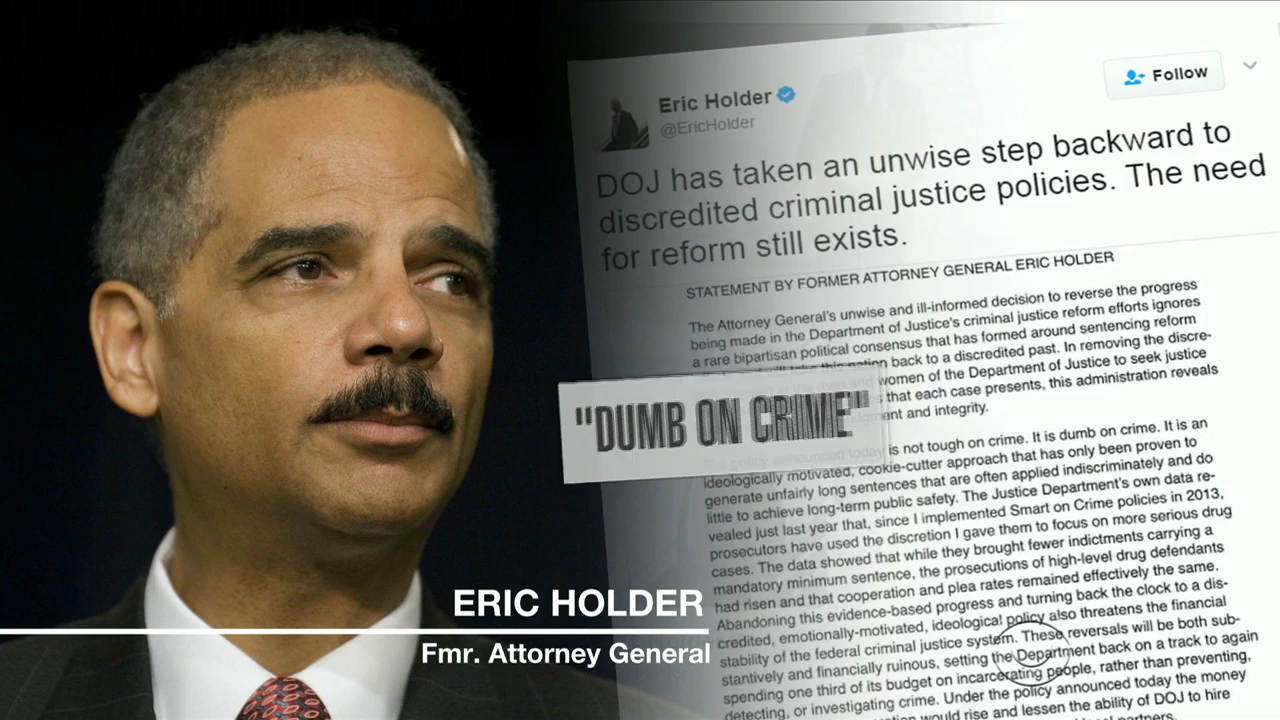 Eric Holder
@EricHolder
Follow
DOJ has taken an unwise step backward to
discredited criminal justice policies. The need
for reform still exists.
STATEMENT BY FORMER ATTORNEY GENERAL ERIC HOLDER
The Attorney General's unwise and ill-informed decision to reverse the progress
being made in the Department of Justice's criminal justice reform efforts ignores
a rare bipartisan political consensus that has formed around sentencing reform
this nation back to a discredited past. In removing the discre-
women of the Department of Justice to seek justice
that each case presents, this administration reveals
and integrity.
"DUMB ON CRIME"
is not tough on crime. It is dumb on crime. It is an
ideologically motivated, cookie-cutter approach that has only been proven to
generate unfairly long sentences that are often applied indiscriminately and do
little to achieve long-term public safety. The Justice Department's own data re-
vealed just last year that, since I implemented Smart on Crime policies in 2013,
prosecutors have used the discretion I gave them to focus on more serious drug
cases. The data showed that while they brought fewer indictments carrying a
mandatory minimum sentence, the prosecutions of high-level drug defendants
had risen and that cooperation and plea rates remained effectively the same.
Abandoning this evidence-based progress and turning back the clock to a dis-
credited, emotionally-motivated, ideological policy also threatens the financial
stability of the federal criminal justice system. These reversals will be both sub-
stantively and financially ruinous, setting the Department back on a track to again
spending one third of its budget on incarcerating people, rather than preventing,
detecting, or investigating crime. Under the policy announced today the money
would rise and lessen the ability of DOJ to hire
ERIC HOLDER
Fmr. Attorney General